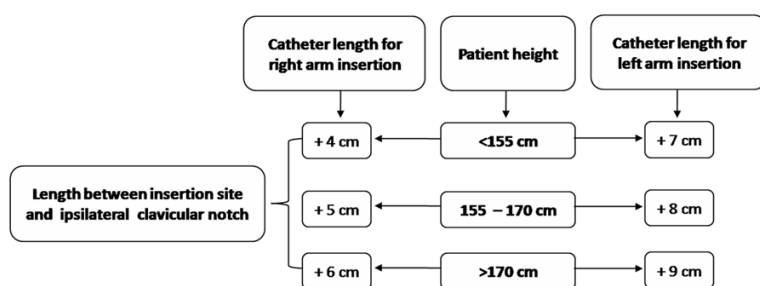 Catheter length for
right arm insertion
Patient height
Catheter length for
left arm insertion
+ 4 cm
<155 cm
+ 7 cm
Length between insertion site
and ipsilateral clavicular notch
+ 5 cm
155 – 170 cm
+ 8 cm
+ 6 cm
>170 cm
+ 9 cm